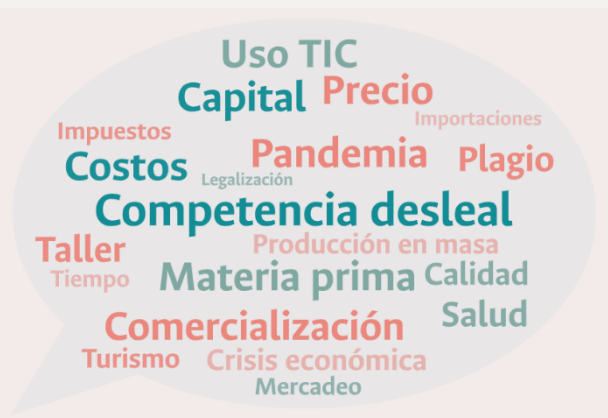 Uso TIC
Capital Precio
Importaciones
Impuestos
Pandemia Plagio
Costos
Legalización
Competencia desleal
Taller Producción en masa
Tiempo Materia prima Calidad
Comercialización Salud
Turismo Crisis económica
Mercadeo